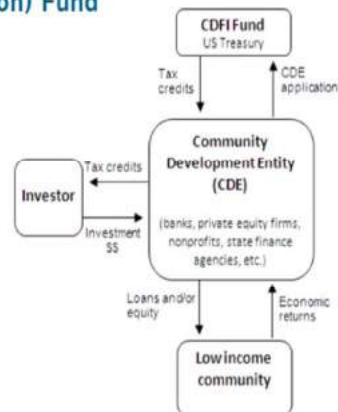 on) Fund
CDFI Fund
US Treasury
Tax
credits
CDE
application
Community
Development Entity
(CDE)
(banks, private equity firms,
nonprofits, state finance
agencies, etc.)
Tax credits
Investor
Investment
$$
Loans and/or
equity
Economic
returns
Low income
community